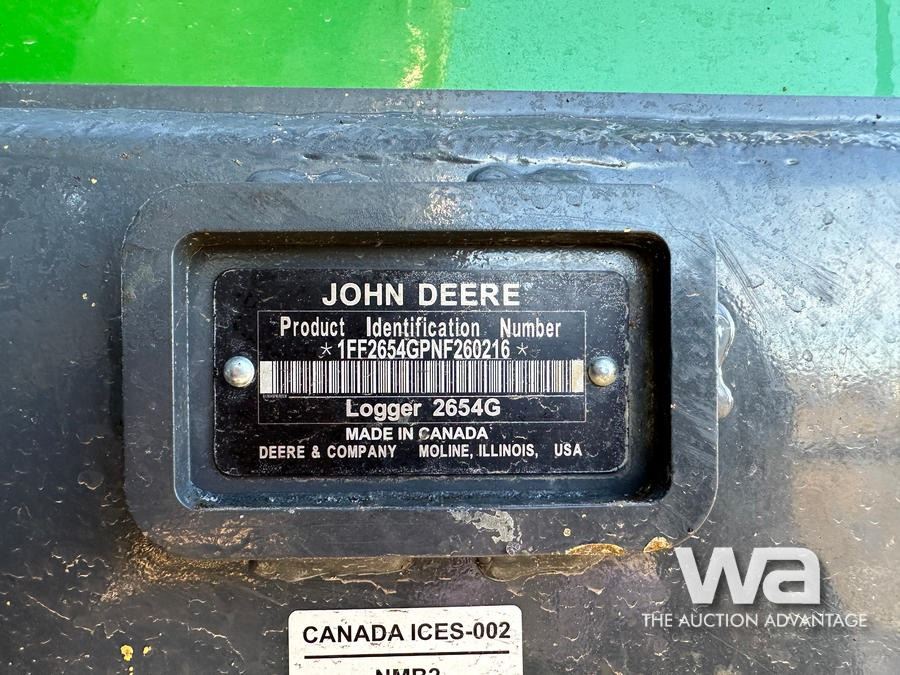 JOHN DEERE
Product Identification Number
*1FF2654GPNF260216*
Logger 2654G
MADE IN CANADA
DEERE & COMPANY MOLINE, ILLINOIS, USA
wa
THE AUCTION ADVANTAGE
CANADA ICES-002